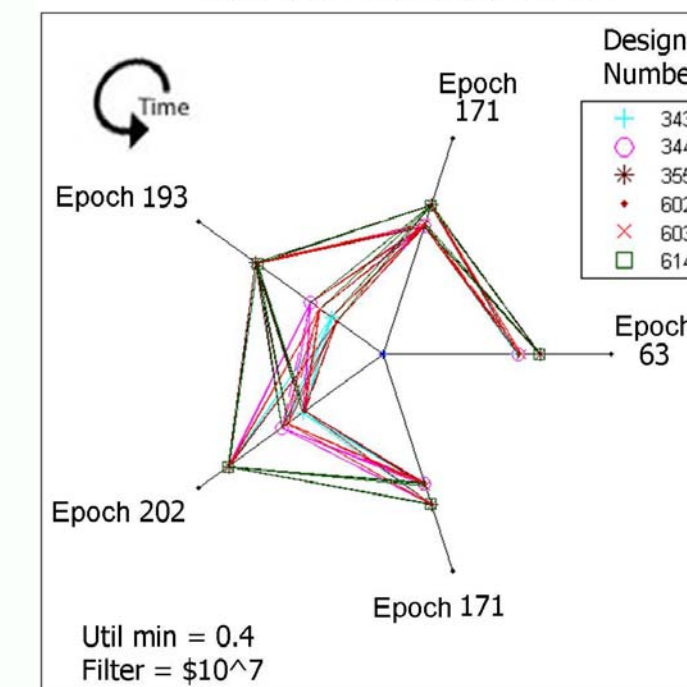 Design
Numbe
Time
Epoch
171
343
344
355
602
603
614
Epoch 193
Epoch
63
Epoch 202
Epoch 171
Util min = 0.4
Filter = $10^7